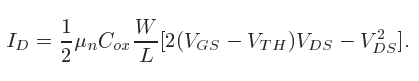 I_D = \frac{1}{2} \mu_n C_{ox} \frac{W}{L} [2(V_{GS} - V_{TH})V_{DS} - V_{DS}^2].